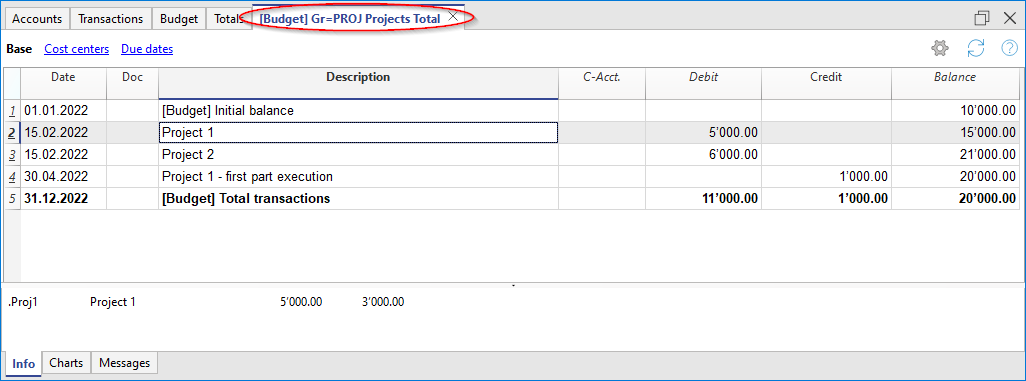 Accounts Transactions Budget Totals [Budget] Gr=PROJ Projects Total
Base Cost centers Due dates
Date Doc Description C-Acct. Debit Credit Balance
1 01.01.2022 [Budget] Initial balance 10’000.00
2 15.02.2022 Project 1 5’000.00 15’000.00
3 15.02.2022 Project 2 6’000.00 21’000.00
4 30.04.2022 Project 1 - first part execution 1’000.00 20’000.00
5 31.12.2022 [Budget] Total transactions 11’000.00 1’000.00 20’000.00
.Proj1 Project 1 5'000.00 3'000.00
Info Charts Messages